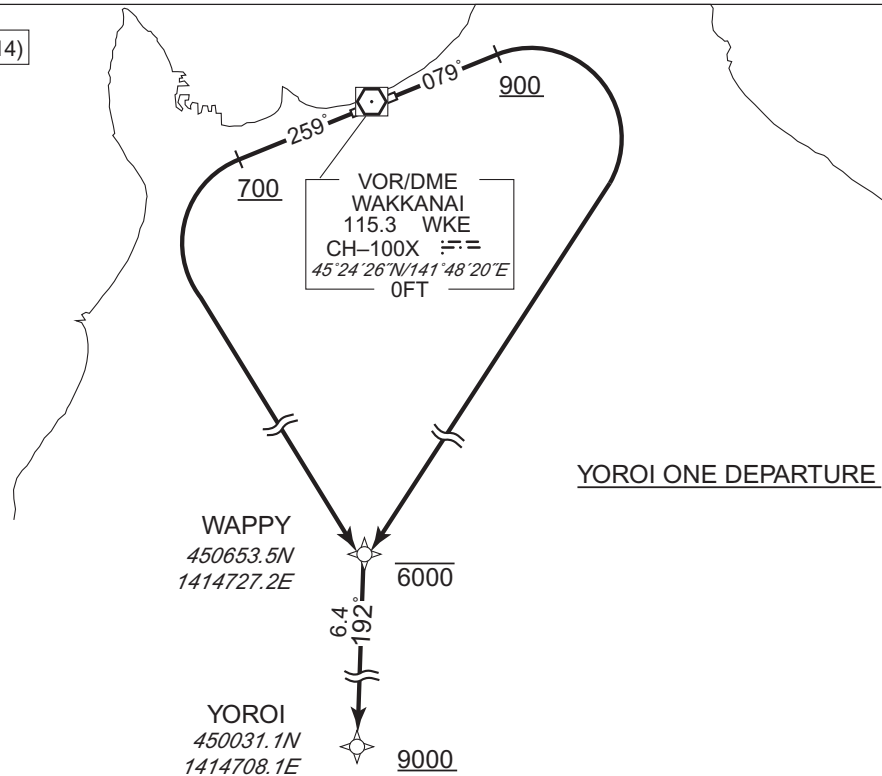 14)
079°
900
259°
700
VOR/DME
WAKKANAI
115.3 WKE
CH–100X
45°24´26˝N/141°48´20˝E
0FT
YOROI ONE DEPARTURE
WAPPY
450653.5N
1414727.2E
6000
6.4
192°
YOROI
450031.1N
1414708.1E
9000